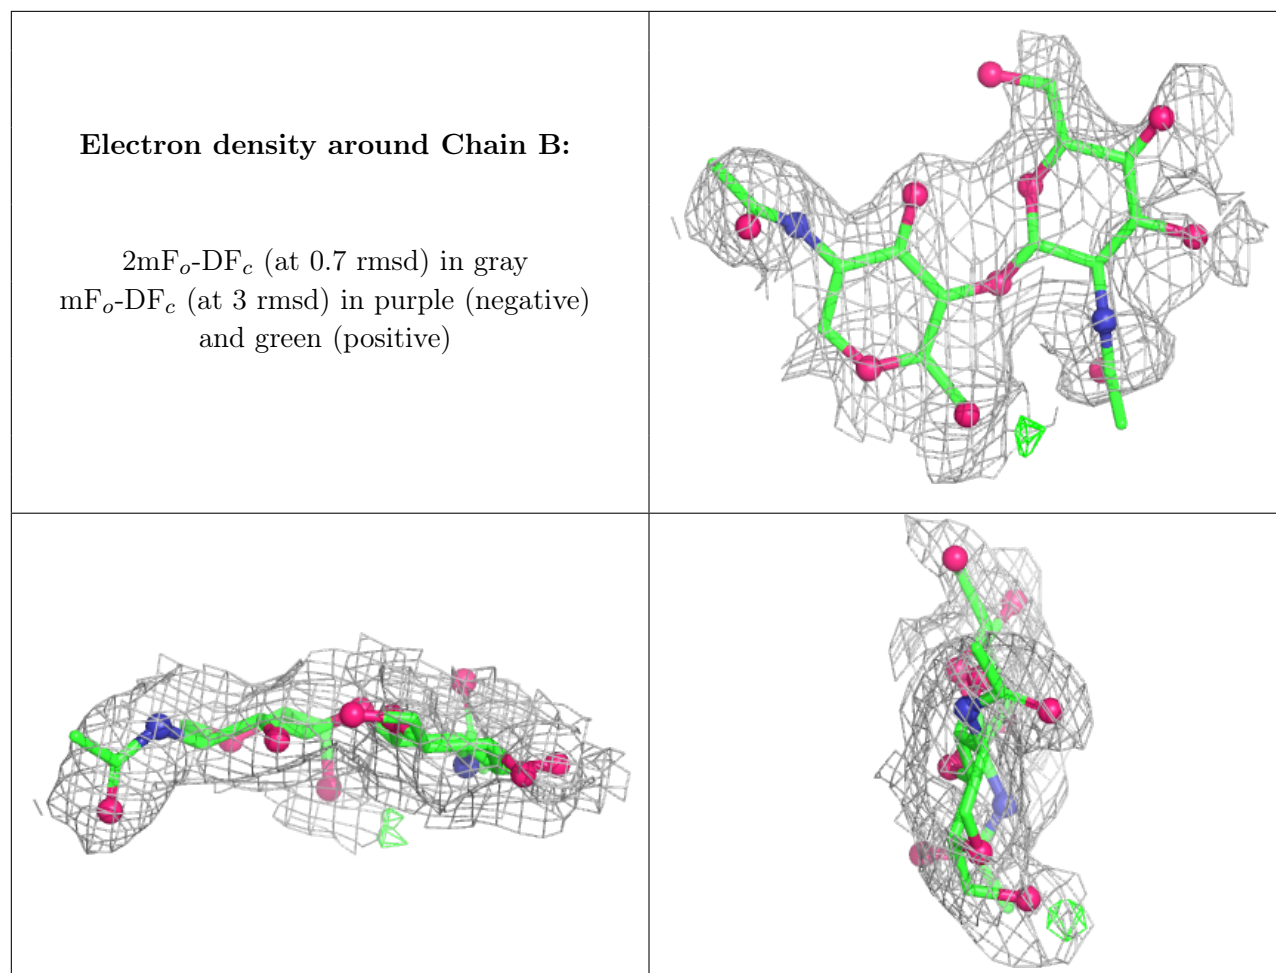 Electron density around Chain B:
2mFo-DFc (at 0.7 rmsd) in gray
mFo-DFc (at 3 rmsd) in purple (negative)
and green (positive)